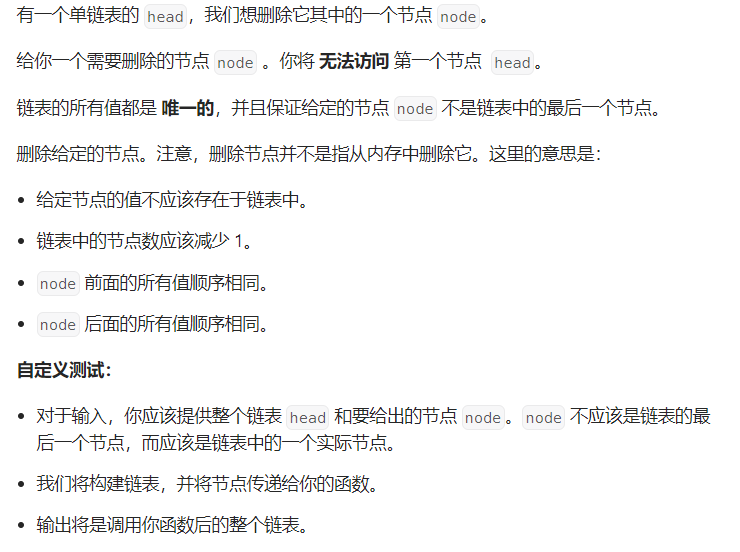 有一个单链表的 head，我们想删除它其中的一个节点 node。
给你一个需要删除的节点 node 。你将 无法访问 第一个节点 head。
链表的所有值都是 唯一的，并且保证给定的节点 node 不是链表中的最后一个节点。
删除给定的节点。注意，删除节点并不是指从内存中删除它。这里的意思是：
• 给定节点的值不应该存在于链表中。
• 链表中的节点数应该减少 1。
• node 前面的所有值顺序相同。
• node 后面的所有值顺序相同。
自定义测试：
• 对于输入，你应该提供整个链表 head 和要给出的节点 node。node 不应该是链表的最
后一个节点，而应该是链表中的一个实际节点。
• 我们将构建链表，并将节点传递给你的函数。
• 输出将是调用你函数后的整个链表。